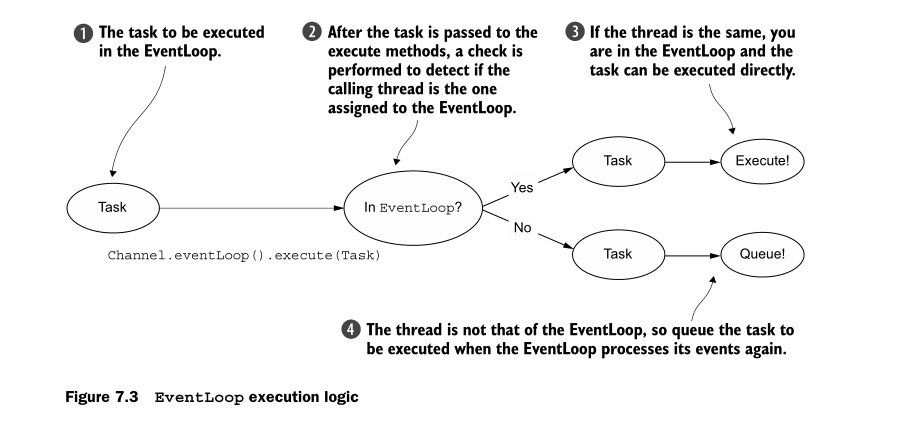 1 The task to be executed
in the EventLoop.
2 After the task is passed to the
execute methods, a check is
performed to detect if the
calling thread is the one
assigned to the EventLoop.
3 If the thread is the same, you
are in the EventLoop and the
task can be executed directly.
Task
In EventLoop?
Yes
Task
Execute!
No
Task
Queue!
Channel.eventLoop().execute(Task)
4 The thread is not that of the EventLoop, so queue the task to
be executed when the EventLoop processes its events again.
Figure 7.3 EventLoop execution logic